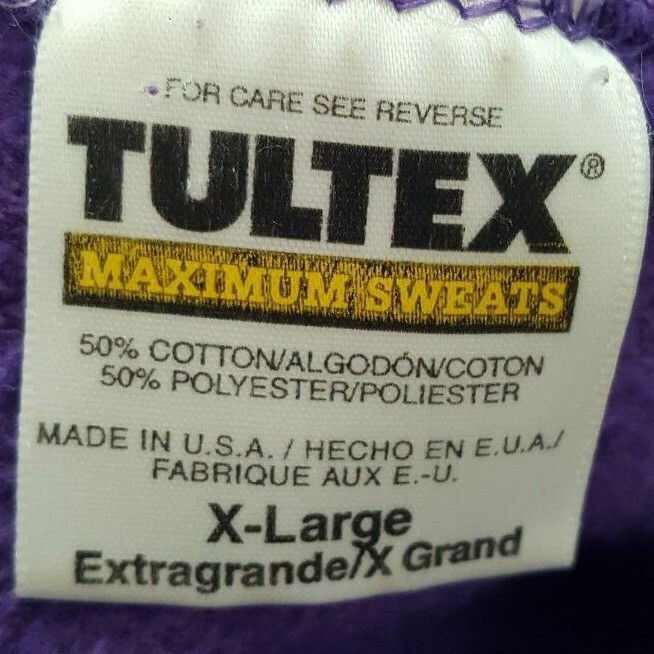 FOR CARE SEE REVERSE
TULTEX®
MAXIMUM SWEATS
50% COTTON/ALGODÓN/COTON
50% POLYESTER/POLIESTER
MADE IN U.S.A. / HECHO EN E.U.A./
FABRIQUE AUX E.-U.
X-Large
Extragrande/X Grand